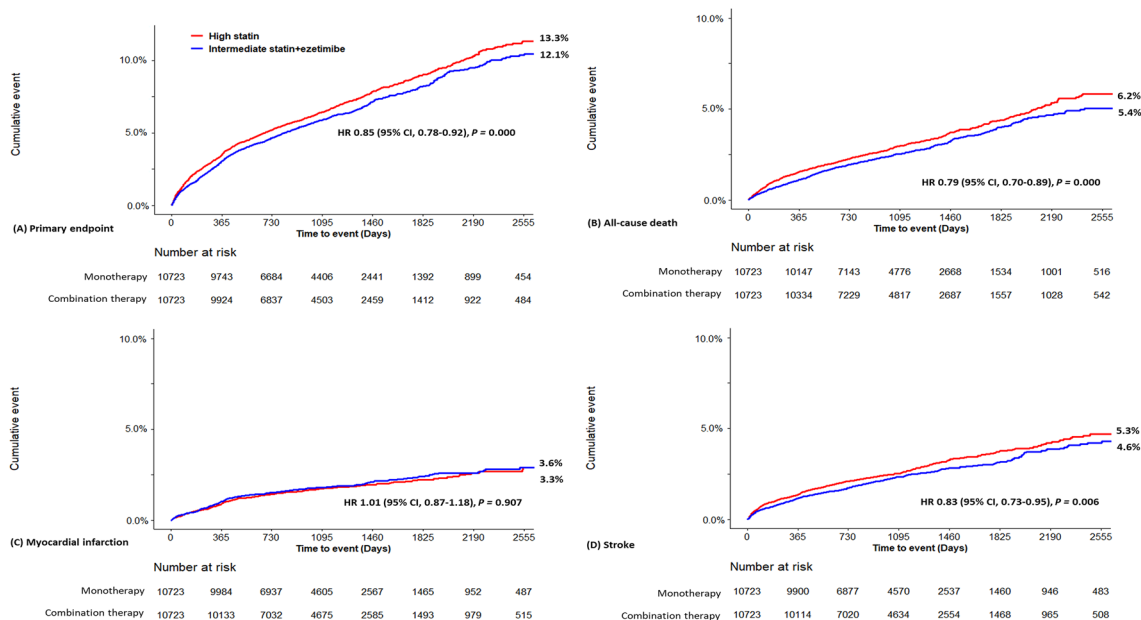 Cumulative event
10.0%
5.0%
0.0%
High statin
Intermediate statin+ezetimibe
13.3%
12.1%
HR 0.85 (95% CI, 0.78-0.92), P = 0.000
0 365 730 1095 1460 1825 2190 2555
Time to event (Days)
(A) Primary endpoint
Number at risk
Monotherapy 10723 9743 6684 4406 2441 1392 899 454
Combination therapy 10723 9924 6837 4503 2459 1412 922 484
Cumulative event
10.0%
5.0%
0.0%
6.2%
5.4%
HR 0.79 (95% CI, 0.70-0.89), P = 0.000
0 365 730 1095 1460 1825 2190 2555
Time to event (Days)
(B) All-cause death
Number at risk
Monotherapy 10723 10147 7143 4776 2668 1534 1001 516
Combination therapy 10723 10334 7229 4817 2687 1557 1028 542
Cumulative event
10.0%
5.0%
0.0%
3.6%
3.3%
HR 1.01 (95% CI, 0.87-1.18), P = 0.907
0 365 730 1095 1460 1825 2190 2555
Time to event (Days)
(C) Myocardial infarction
Number at risk
Monotherapy 10723 9984 6937 4605 2567 1465 952 487
Combination therapy 10723 10133 7032 4675 2585 1493 979 515
Cumulative event
10.0%
5.0%
0.0%
5.3%
4.6%
HR 0.83 (95% CI, 0.73-0.95), P = 0.006
0 365 730 1095 1460 1825 2190 2555
Time to event (Days)
(D) Stroke
Number at risk
Monotherapy 10723 9900 6877 4570 2537 1460 946 483
Combination therapy 10723 10114 7020 4634 2554 1468 965 508